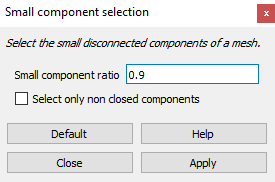 Small component selection
x
Select the small disconnected components of a mesh.
Small component ratio 0.9
Select only non closed components
Default Help
Close Apply